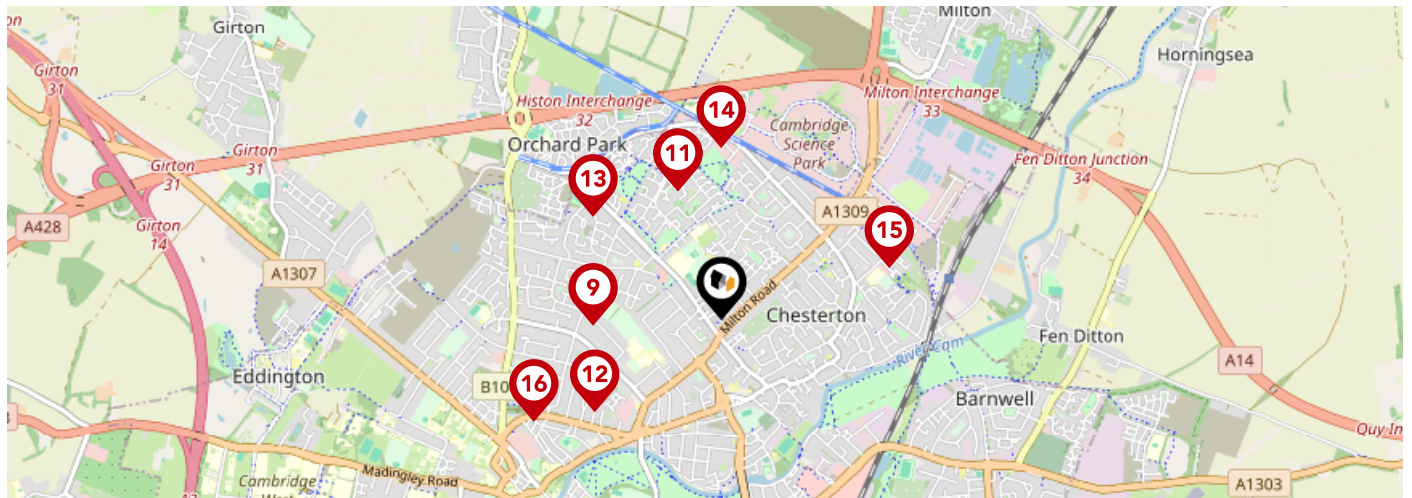 on
Girton
Milton
Horningsea
Girton
31
Histon Interchange
32
Milton Interchange
33
14
Cambridge
Science
Park
Orchard Park
11
Girton
31
Girton
31
Fen Ditton Junction
34
13
A428
Girton
14
A1309
15
A1307
9
Milton Road
Chesterton
River Cam
Fen Ditton
A14
Eddington
B10
16
12
Barnwell
Quy In
Madingley Road
Cambridge
West
A1303